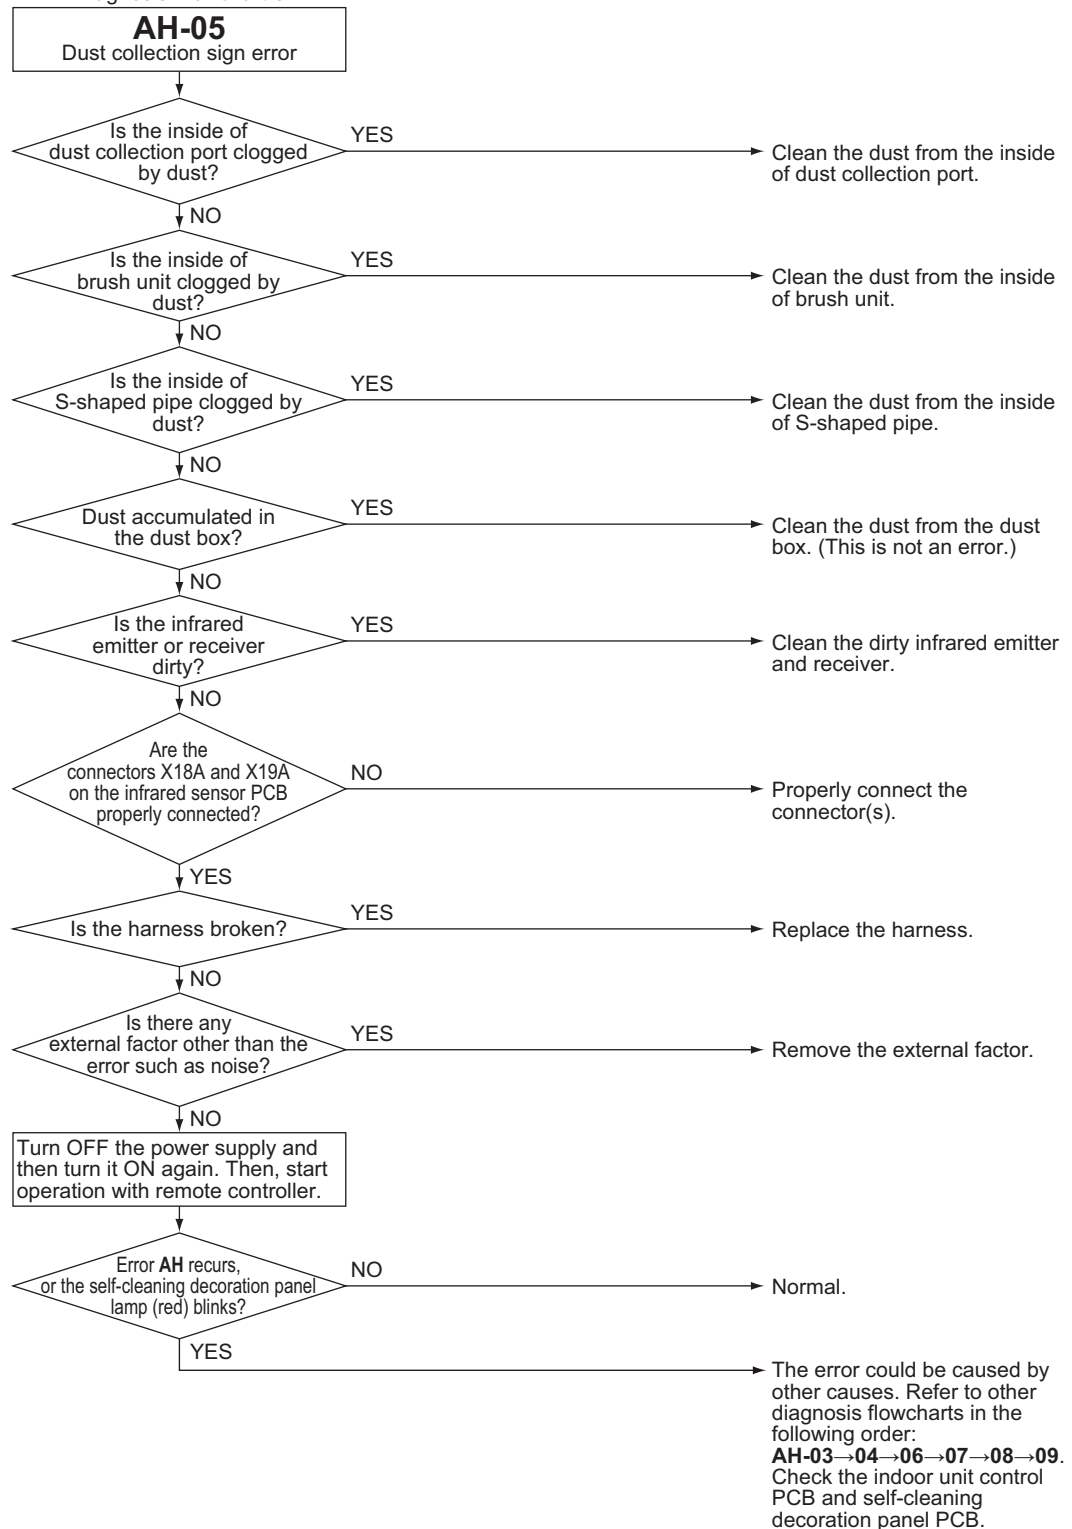 AH-05
Dust collection sign error
Is the inside of
dust collection port clogged
by dust?
YES
Clean the dust from the inside
of dust collection port.
NO
Is the inside of
brush unit clogged by
dust?
YES
Clean the dust from the inside
of brush unit.
NO
Is the inside of
S-shaped pipe clogged by
dust?
YES
Clean the dust from the inside
of S-shaped pipe.
NO
Dust accumulated in
the dust box?
YES
Clean the dust from the dust
box. (This is not an error.)
NO
Is the infrared
emitter or receiver
dirty?
YES
Clean the dirty infrared emitter
and receiver.
NO
Are the
connectors X18A and X19A
on the infrared sensor PCB
properly connected?
NO
Properly connect the
connector(s).
YES
Is the harness broken?
YES
Replace the harness.
NO
Is there any
external factor other than the
error such as noise?
YES
Remove the external factor.
NO
Turn OFF the power supply and
then turn it ON again. Then, start
operation with remote controller.
Error AH recurs,
or the self-cleaning decoration panel
lamp (red) blinks?
NO
Normal.
YES
The error could be caused by
other causes. Refer to other
diagnosis flowcharts in the
following order:
AH-03→04→06→07→08→09.
Check the indoor unit control
PCB and self-cleaning
decoration panel PCB.